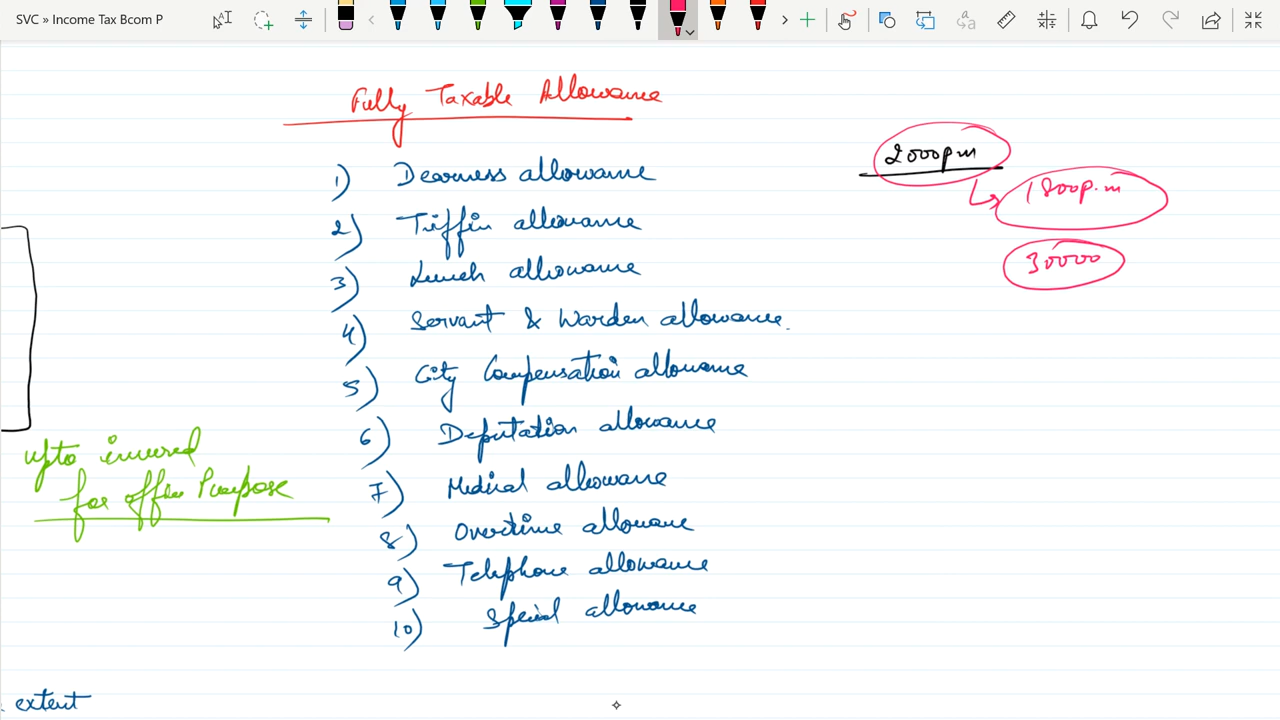 SVC » Income Tax Bcom P
Fully Taxable Allowance
2000pm
1800p.m
30000
1) Dearness allowance
2) Tiffin allowance
3) Lunch allowance
4) Servant & Warden allowance.
5) City Compensation allowance
6) Deputation allowance
7) Medical allowance
8) Overtime allowance
9) Telephone allowance
10) Special allowance
upto incurred
for office Purpose
extent